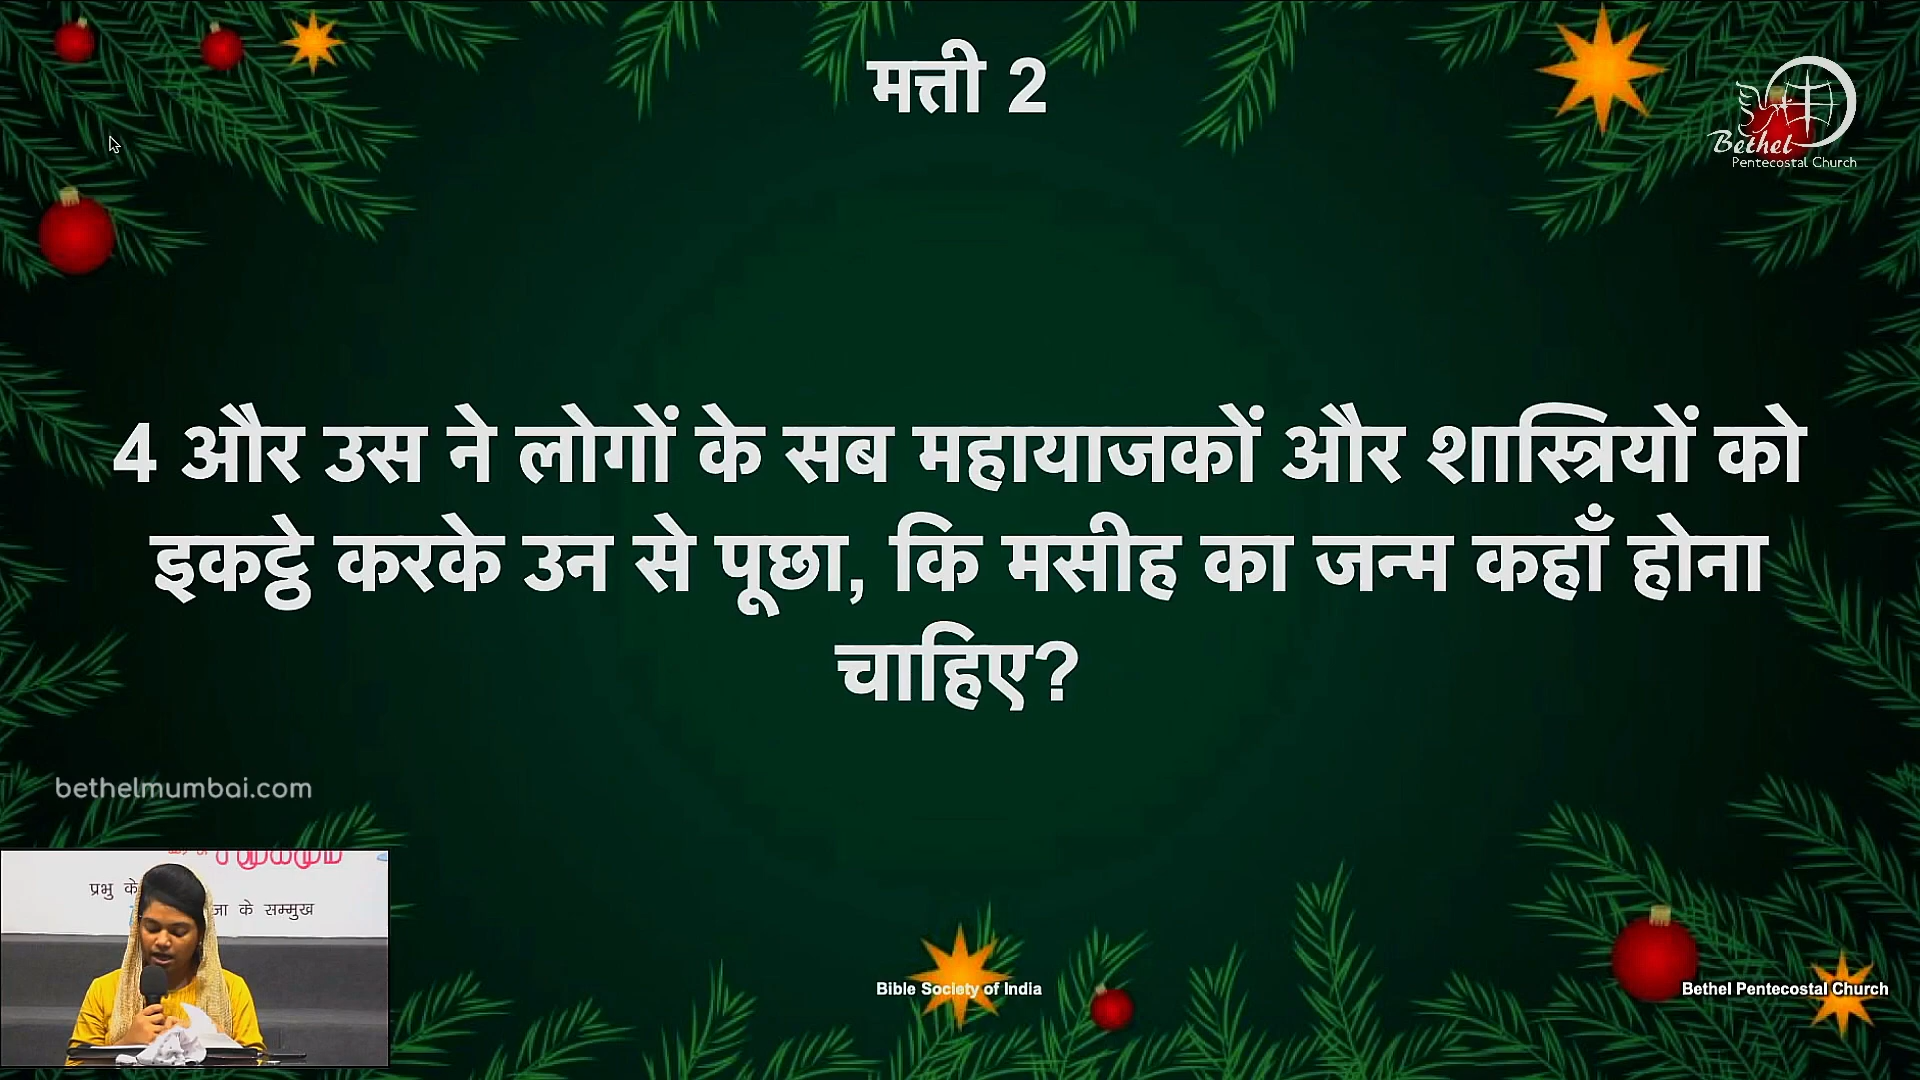 मत्ती 2
Bethel
Pentecostal Church
4 और उस ने लोगों के सब महायाजकों और शास्त्रियों को
इकट्ठे करके उन से पूछा, कि मसीह का जन्म कहाँ होना
चाहिए?
bethelmumbai.com
प्रभु के
जा के सम्मुख
Bible Society of India
Bethel Pentecostal Church